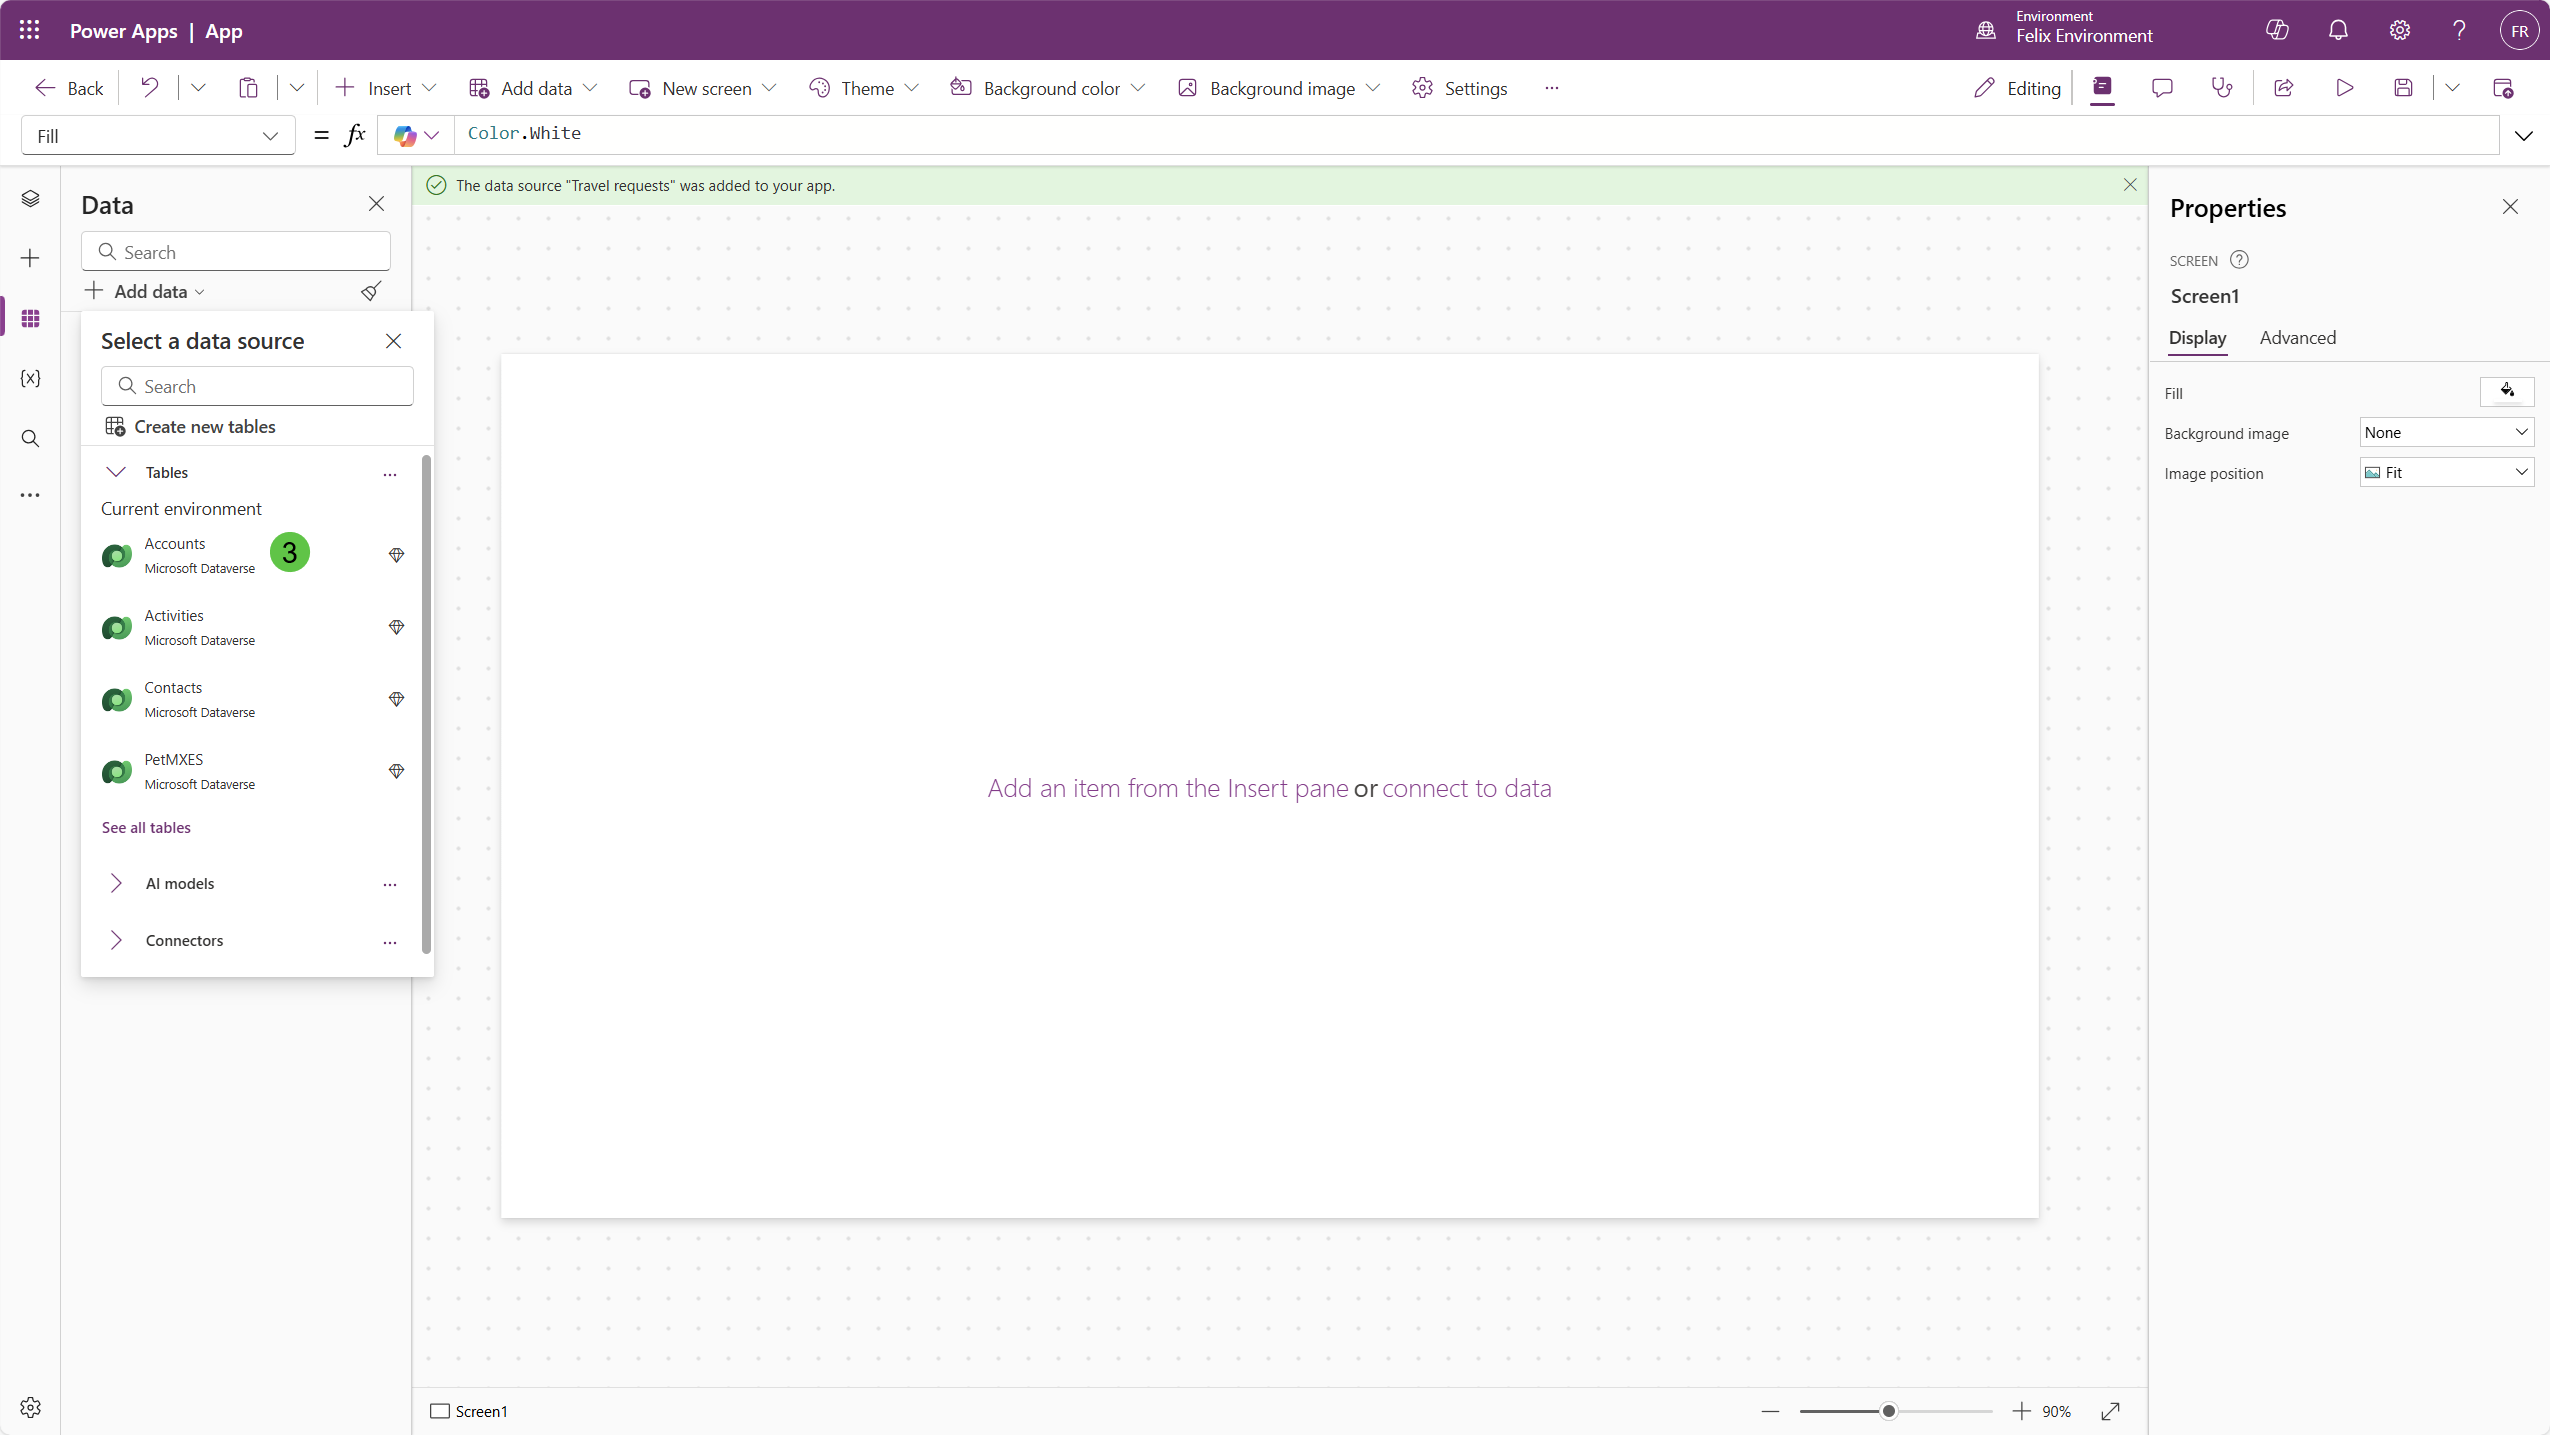 Power Apps | App
Environment
Felix Environment
FR
Back
Insert
Add data
New screen
Theme
Background color
Background image
Settings
Editing
Fill
= fx
Color.White
Data
Search
Add data
The data source "Travel requests" was added to your app.
Select a data source
Search
Create new tables
Tables
Current environment
Accounts
Microsoft Dataverse
3
Activities
Microsoft Dataverse
Contacts
Microsoft Dataverse
PetMXES
Microsoft Dataverse
See all tables
AI models
Connectors
Add an item from the Insert pane or connect to data
Properties
SCREEN
Screen1
Display
Advanced
Fill
Background image
None
Image position
Fit
Screen1
90%